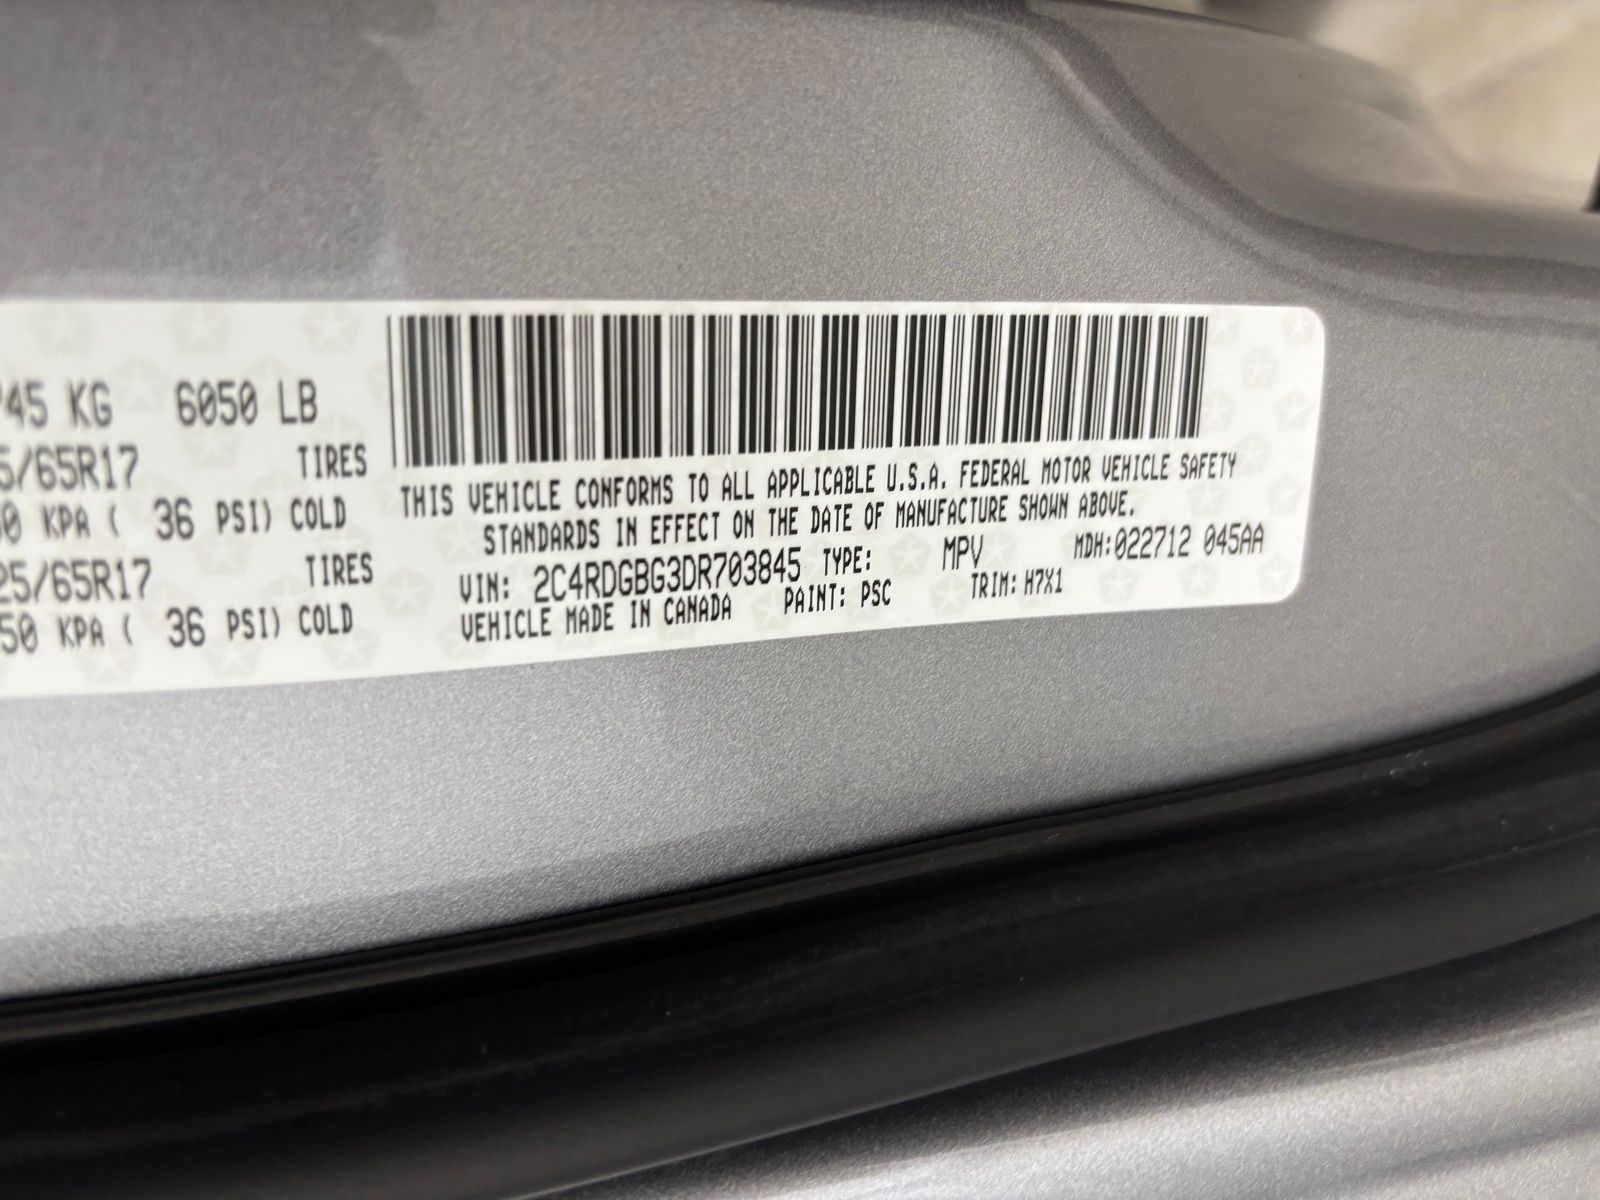 745 KG 6050 LB
5/65R17 TIRES
50 KPA ( 36 PSI) COLD
25/65R17 TIRES
50 KPA ( 36 PSI) COLD
THIS VEHICLE CONFORMS TO ALL APPLICABLE U.S.A. FEDERAL MOTOR VEHICLE SAFETY
STANDARDS IN EFFECT ON THE DATE OF MANUFACTURE SHOWN ABOVE.
VIN: 2C4RDGBG3DR703845 TYPE: MPV MDH:022712 045AA
VEHICLE MADE IN CANADA PAINT: PSC TRIM: H7X1